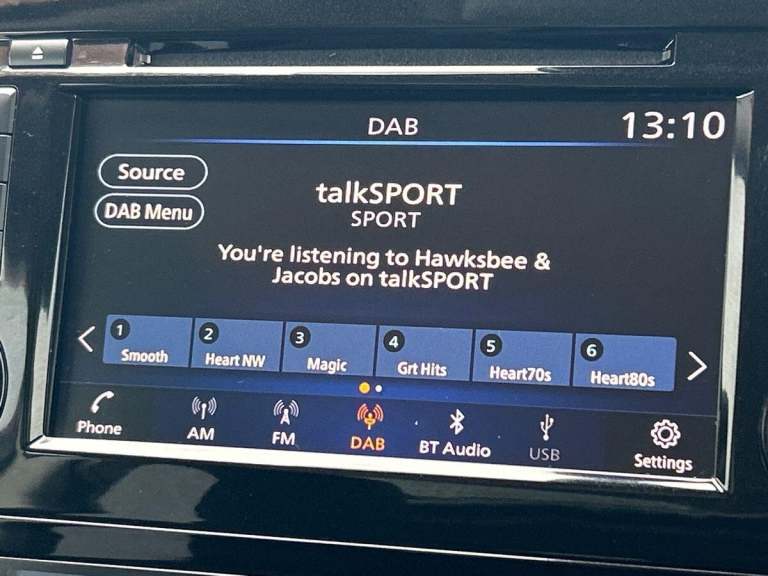 DAB
13:10
Source
DAB Menu
talkSPORT
SPORT
You're listening to Hawksbee &
Jacobs on talkSPORT
1 Smooth
2 Heart NW
3 Magic
4 Grt Hits
5 Heart70s
6 Heart80s
Phone
AM
FM
DAB
BT Audio
USB
Settings